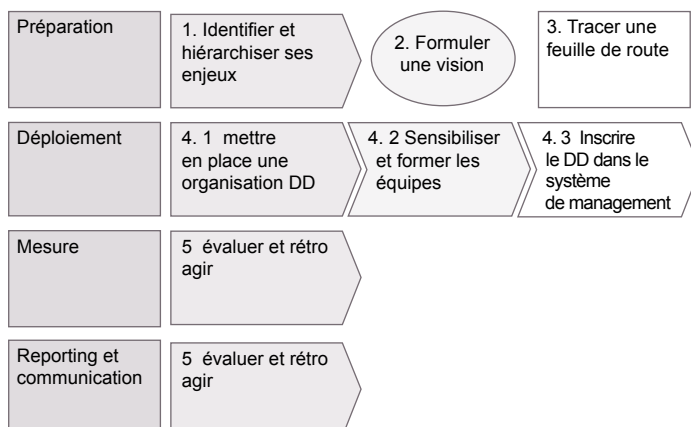 Préparation
1. Identifier et
hiérarchiser ses
enjeux
2. Formuler
une vision
3. Tracer une
feuille de route
Déploiement
4. 1 mettre
en place une
organisation DD
4. 2 Sensibiliser
et former les
équipes
4. 3 Inscrire
le DD dans le
système
de management
Mesure
5 évaluer et rétro
agir
Reporting et
communication
5 évaluer et rétro
agir